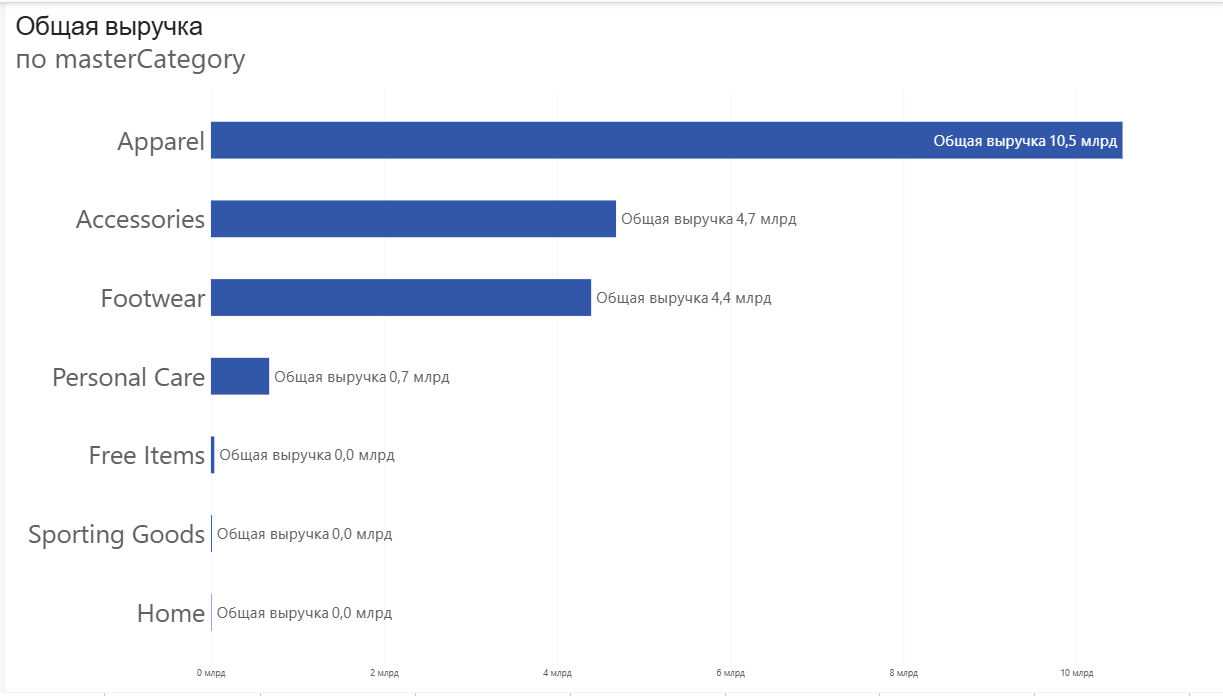 Общая выручка
по masterCategory
Apparel Общая выручка 10,5 млрд
Accessories Общая выручка 4,7 млрд
Footwear Общая выручка 4,4 млрд
Personal Care Общая выручка 0,7 млрд
Free Items Общая выручка 0,0 млрд
Sporting Goods Общая выручка 0,0 млрд
Home Общая выручка 0,0 млрд
0 млрд 2 млрд 4 млрд 6 млрд 8 млрд 10 млрд